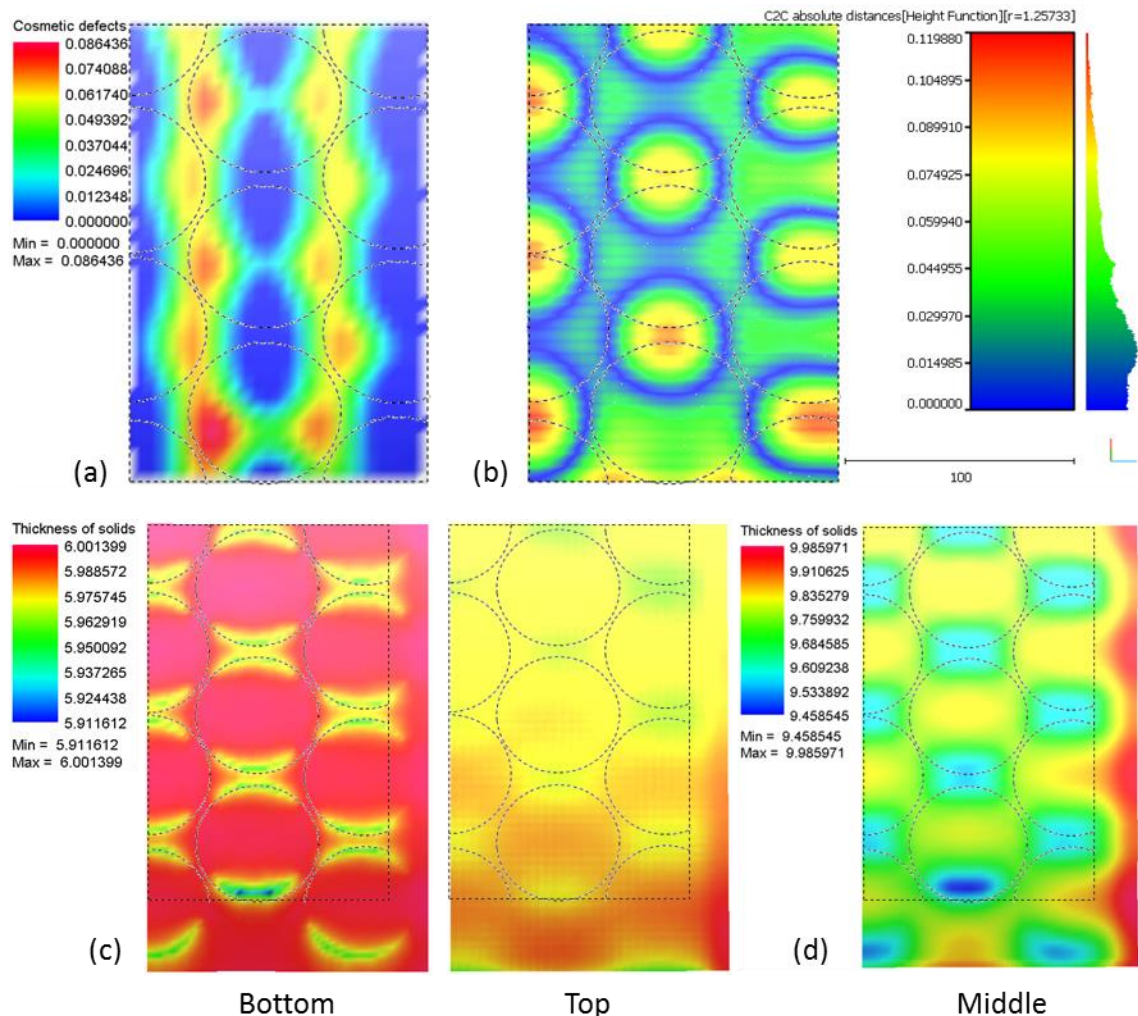 Cosmetic defects
0.086436
0.074088
0.061740
0.049392
0.037044
0.024696
0.012348
0.000000
Min = 0.000000
Max = 0.086436
(a)
C2C absolute distances[Height Function][r=1.25733]
0.119880
0.104895
0.089910
0.074925
0.059940
0.044955
0.029970
0.014985
0.000000
100
(b)
Thickness of solids
6.001399
5.988572
5.975745
5.962919
5.950092
5.937265
5.924438
5.911612
Min = 5.911612
Max = 6.001399
(c)
Thickness of solids
9.985971
9.910625
9.835279
9.759932
9.684585
9.609238
9.533892
9.458545
Min = 9.458545
Max = 9.985971
(d)
Bottom
Top
Middle